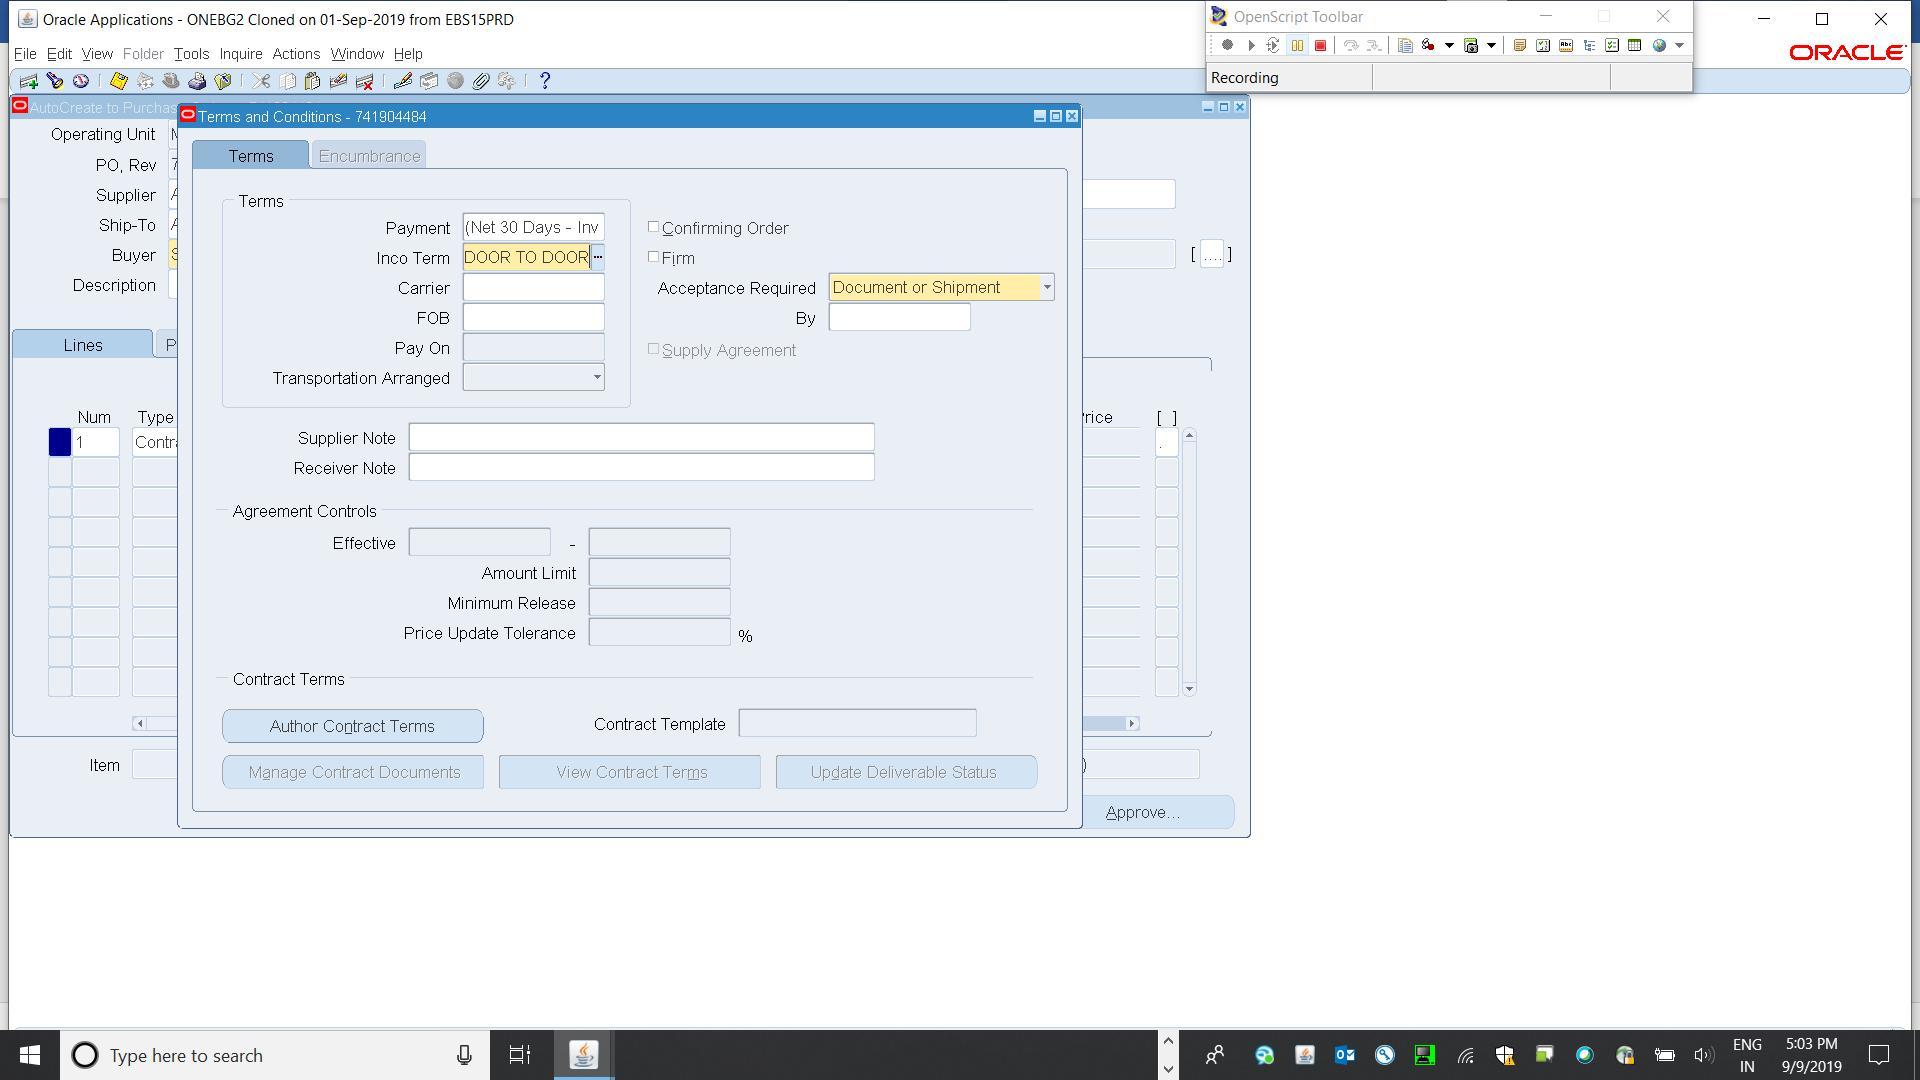 Oracle Applications - ONEBG2 Cloned on 01-Sep-2019 from EBS15PRD
OpenScript Toolbar
File Edit View Folder Tools Inquire Actions Window Help
ORACLE
Recording
AutoCreate to Purchas
Terms and Conditions - 741904484
Operating Unit
PO, Rev 7
Supplier
Ship-To
Buyer
Description
[ .... ]
Terms Encumbrance
Terms
Payment (Net 30 Days - Inv
Inco Term DOOR TO DOOR ...
Carrier
FOB
Pay On
Transportation Arranged
Confirming Order
Firm
Acceptance Required Document or Shipment
By
Supply Agreement
Lines P
Num Type
rice [ ]
1 Contra
Supplier Note
Receiver Note
Agreement Controls
Effective -
Amount Limit
Minimum Release
Price Update Tolerance %
Contract Terms
Author Contract Terms Contract Template
Manage Contract Documents View Contract Terms Update Deliverable Status
Item )
Approve...
Type here to search
ENG
IN
5:03 PM
9/9/2019